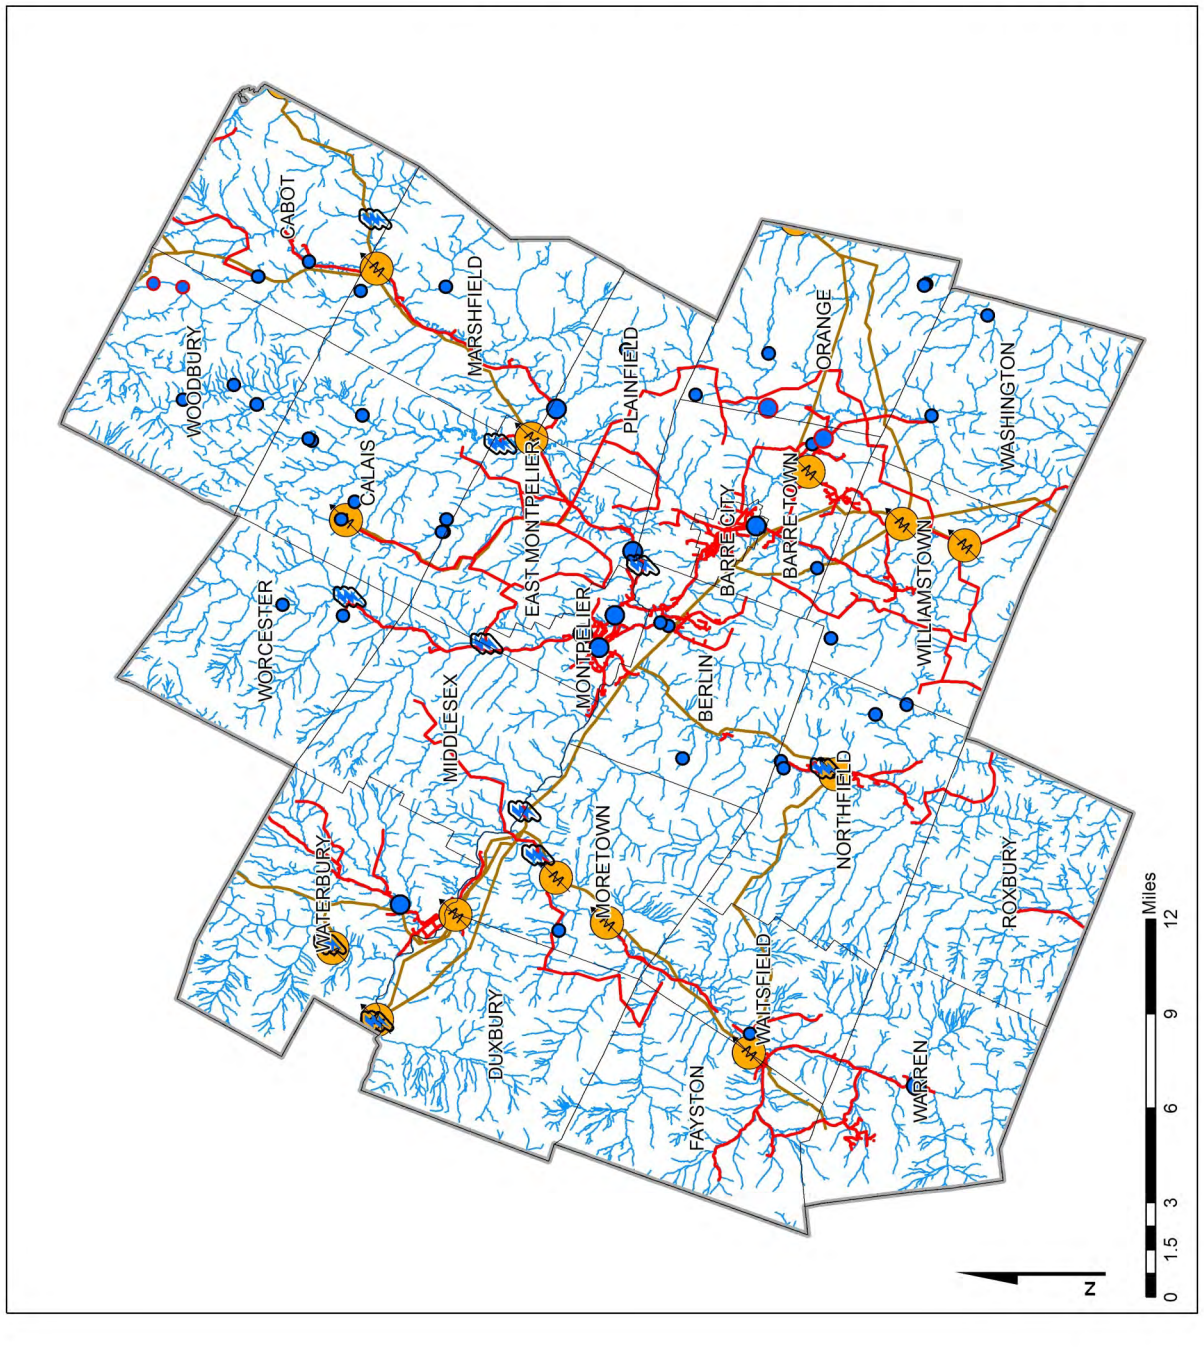 CABOT
WOODBURY
MARSHFIELD
CALAIS
PLAINFIELD
ORANGE
WASHINGTON
WORCESTER
EAST MONTPELIER
BARRE CITY
BARRE TOWN
WILLIAMSTOWN
MIDDLESEX
MONTPELIER
BERLIN
WATERBURY
MORETOWN
NORTHFIELD
ROXBURY
DUXBURY
WAITSFIELD
FAYSTON
WARREN
N
0 1.5 3 6 9 12
Miles